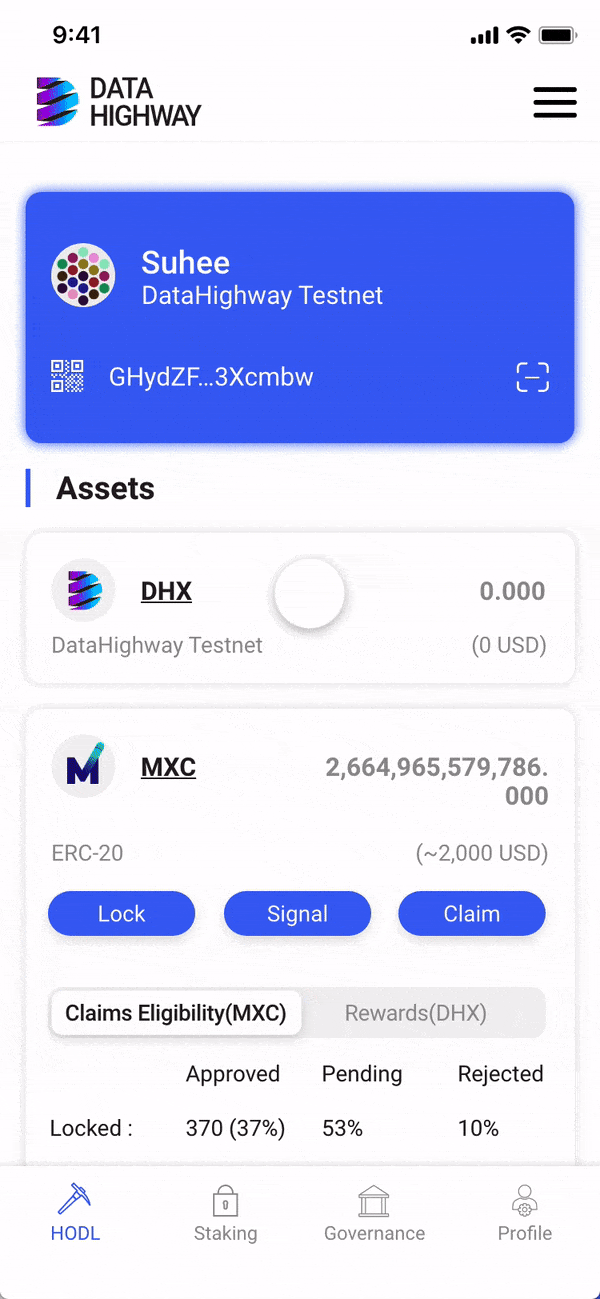 9:41
DATA
HIGHWAY
Suhee
DataHighway Testnet
GHydZF...3Xcmbw
Assets
DHX
0.000
DataHighway Testnet
(0 USD)
MXC
2,664,965,579,786.
000
ERC-20
(~2,000 USD)
Lock
Signal
Claim
Claims Eligibility(MXC)
Rewards(DHX)
Approved
Pending
Rejected
Locked :
370 (37%)
53%
10%
HODL
Staking
Governance
Profile